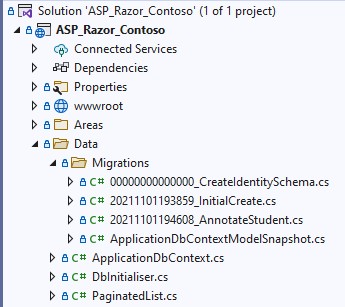 Solution 'ASP_Razor_Contoso' (1 of 1 project)
ASP_Razor_Contoso
Connected Services
Dependencies
Properties
wwwroot
Areas
Data
Migrations
C# 00000000000000_CreateIdentitySchema.cs
C# 20211101193859_InitialCreate.cs
C# 20211101194608_AnnotateStudent.cs
C# ApplicationDbContextModelSnapshot.cs
C# ApplicationDbContext.cs
C# DbInitialiser.cs
C# PaginatedList.cs